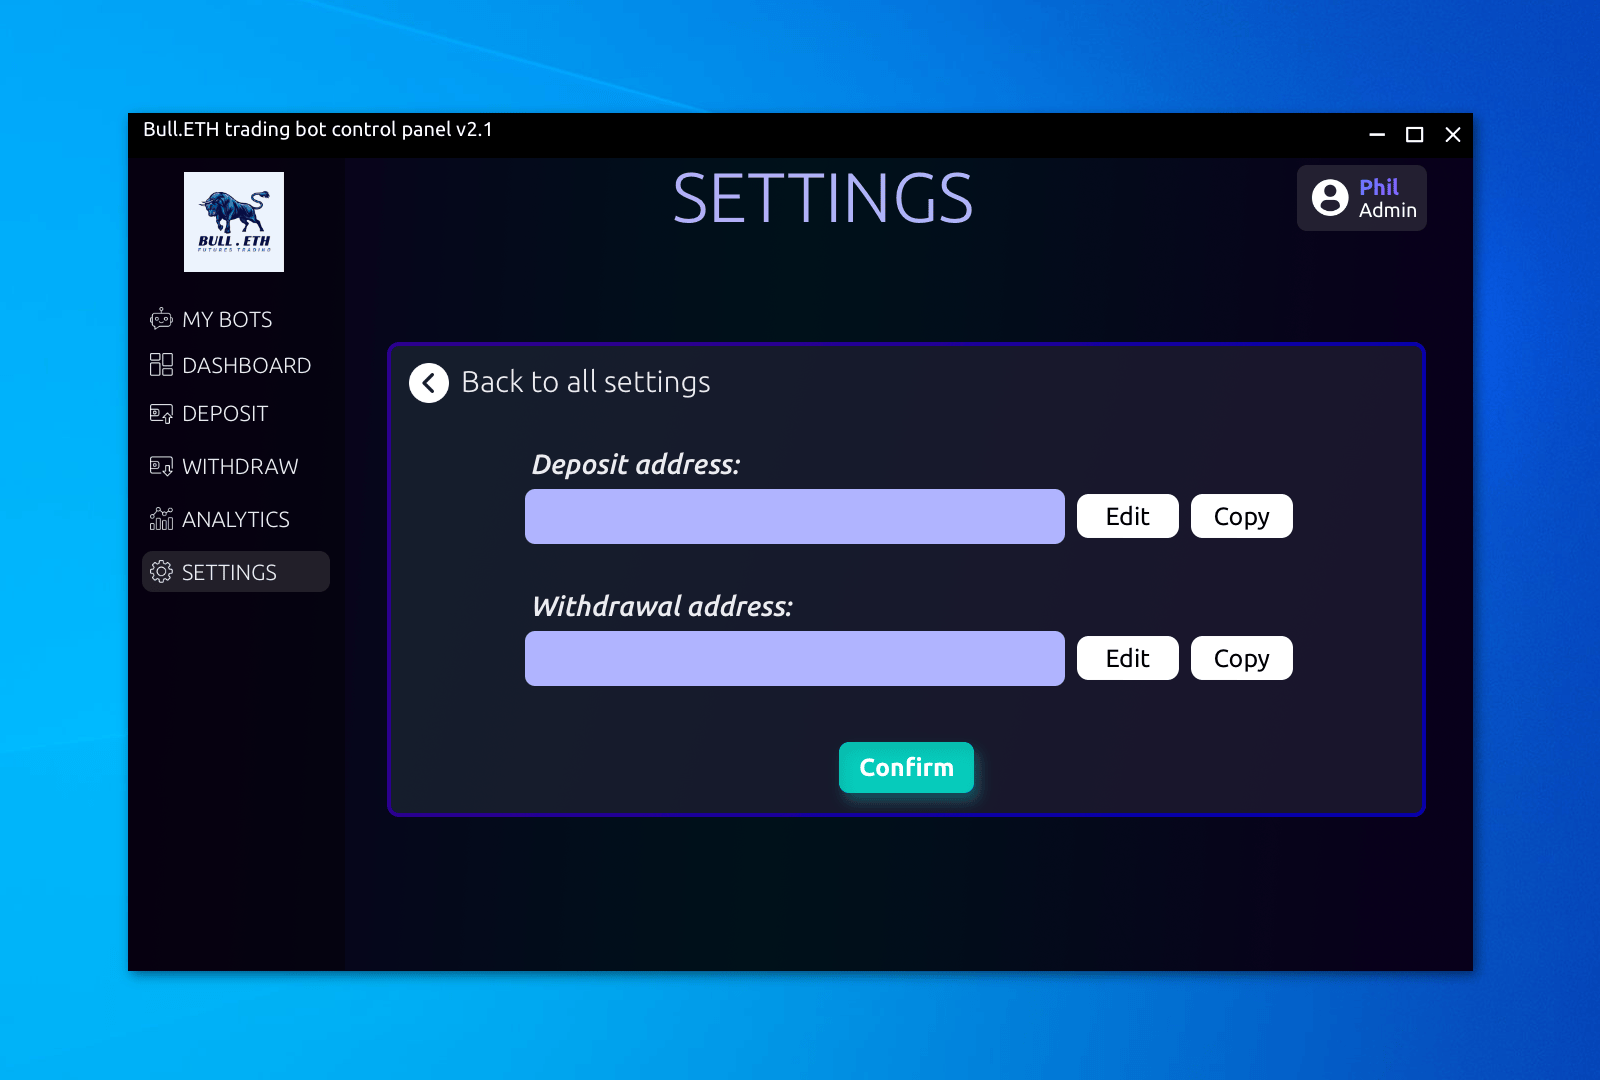 Bull.ETH trading bot control panel v2.1
BULL.ETH
FUTURES TRADING
SETTINGS
Phil
Admin
MY BOTS
DASHBOARD
DEPOSIT
WITHDRAW
ANALYTICS
SETTINGS
Back to all settings
Deposit address:
Edit Copy
Withdrawal address:
Edit Copy
Confirm